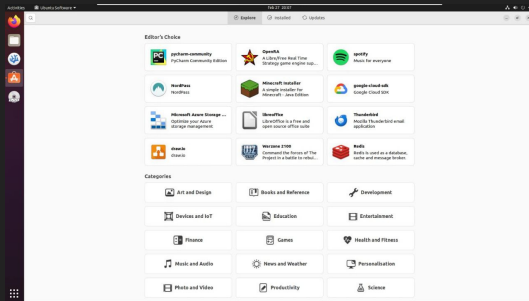 Activities Ubuntu Software
Feb 27 20:07
Explore Installed Updates
Editor's Choice
pycharm-community
PyCharm Community Edition
OpenRA
A Libre/Free Real Time
Strategy game engine sup...
spotify
Music for everyone
NordPass
NordPass
Minecraft Installer
A simple installer for
Minecraft - Java Edition
google-cloud-sdk
Google Cloud SDK
Microsoft Azure Storage ...
Optimise your Azure
storage management
libreoffice
LibreOffice is a free and
open source office suite
Thunderbird
Mozilla Thunderbird email
application
draw.io
draw.io
Warzone 2100
Command the forces of The
Project in a battle to rebui...
Redis
Redis is used as a database,
cache and message broker.
Categories
Art and Design
Books and Reference
Development
Devices and IoT
Education
Entertainment
Finance
Games
Health and Fitness
Music and Audio
News and Weather
Personalisation
Photo and Video
Productivity
Science